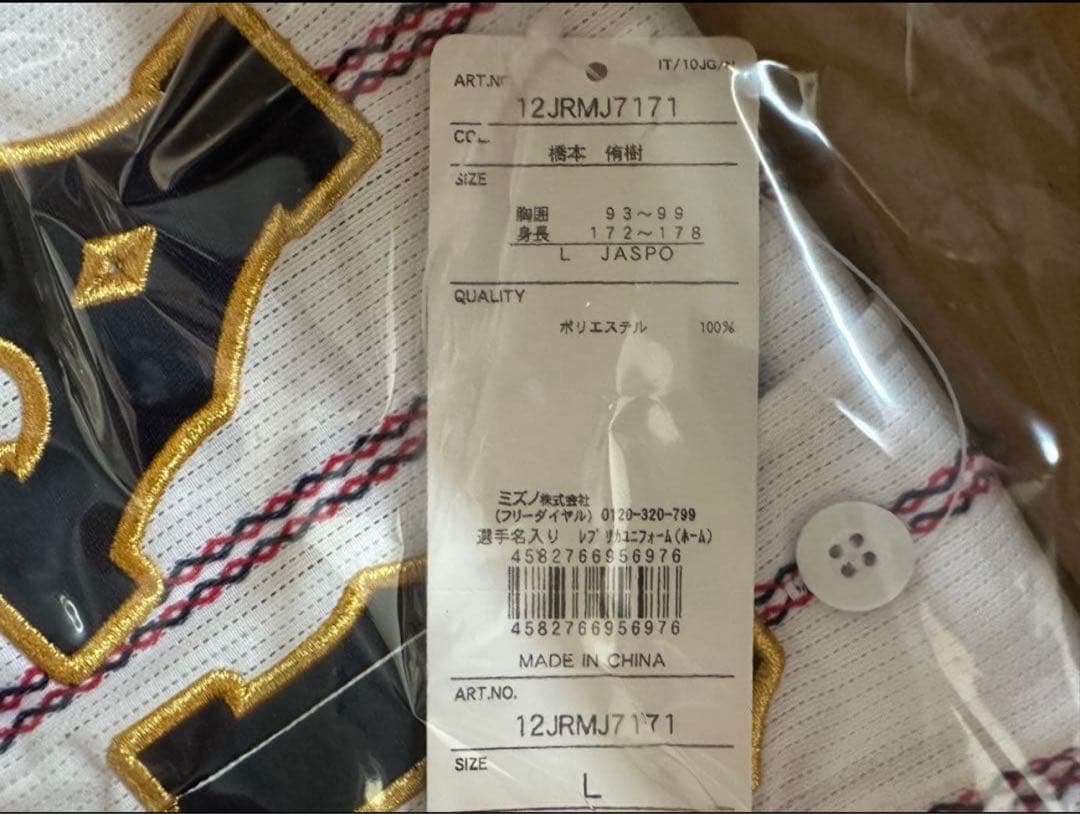 IT/10JG/N
ART.NO
12JRMJ7171
COL
橋本 侑樹
SIZE
胸囲 93～99
身長 172～178
L JASPO
QUALITY
ポリエステル 100%
ミズノ株式会社
(フリーダイヤル) 0120-320-799
選手名入り レプリカユニフォーム(ホーム)
4582766956976
4582766956976
MADE IN CHINA
ART.NO.
12JRMJ7171
SIZE
L